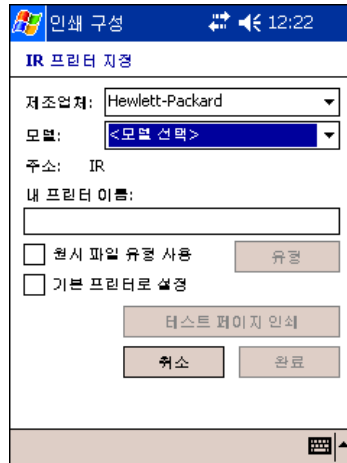 인쇄 구성 12:22
IR 프린터 지정
제조업체: Hewlett-Packard
모델: <모델 선택>
주소: IR
내 프린터 이름:
원시 파일 유형 사용 유형
기본 프린터로 설정
테스트 페이지 인쇄
취소 완료